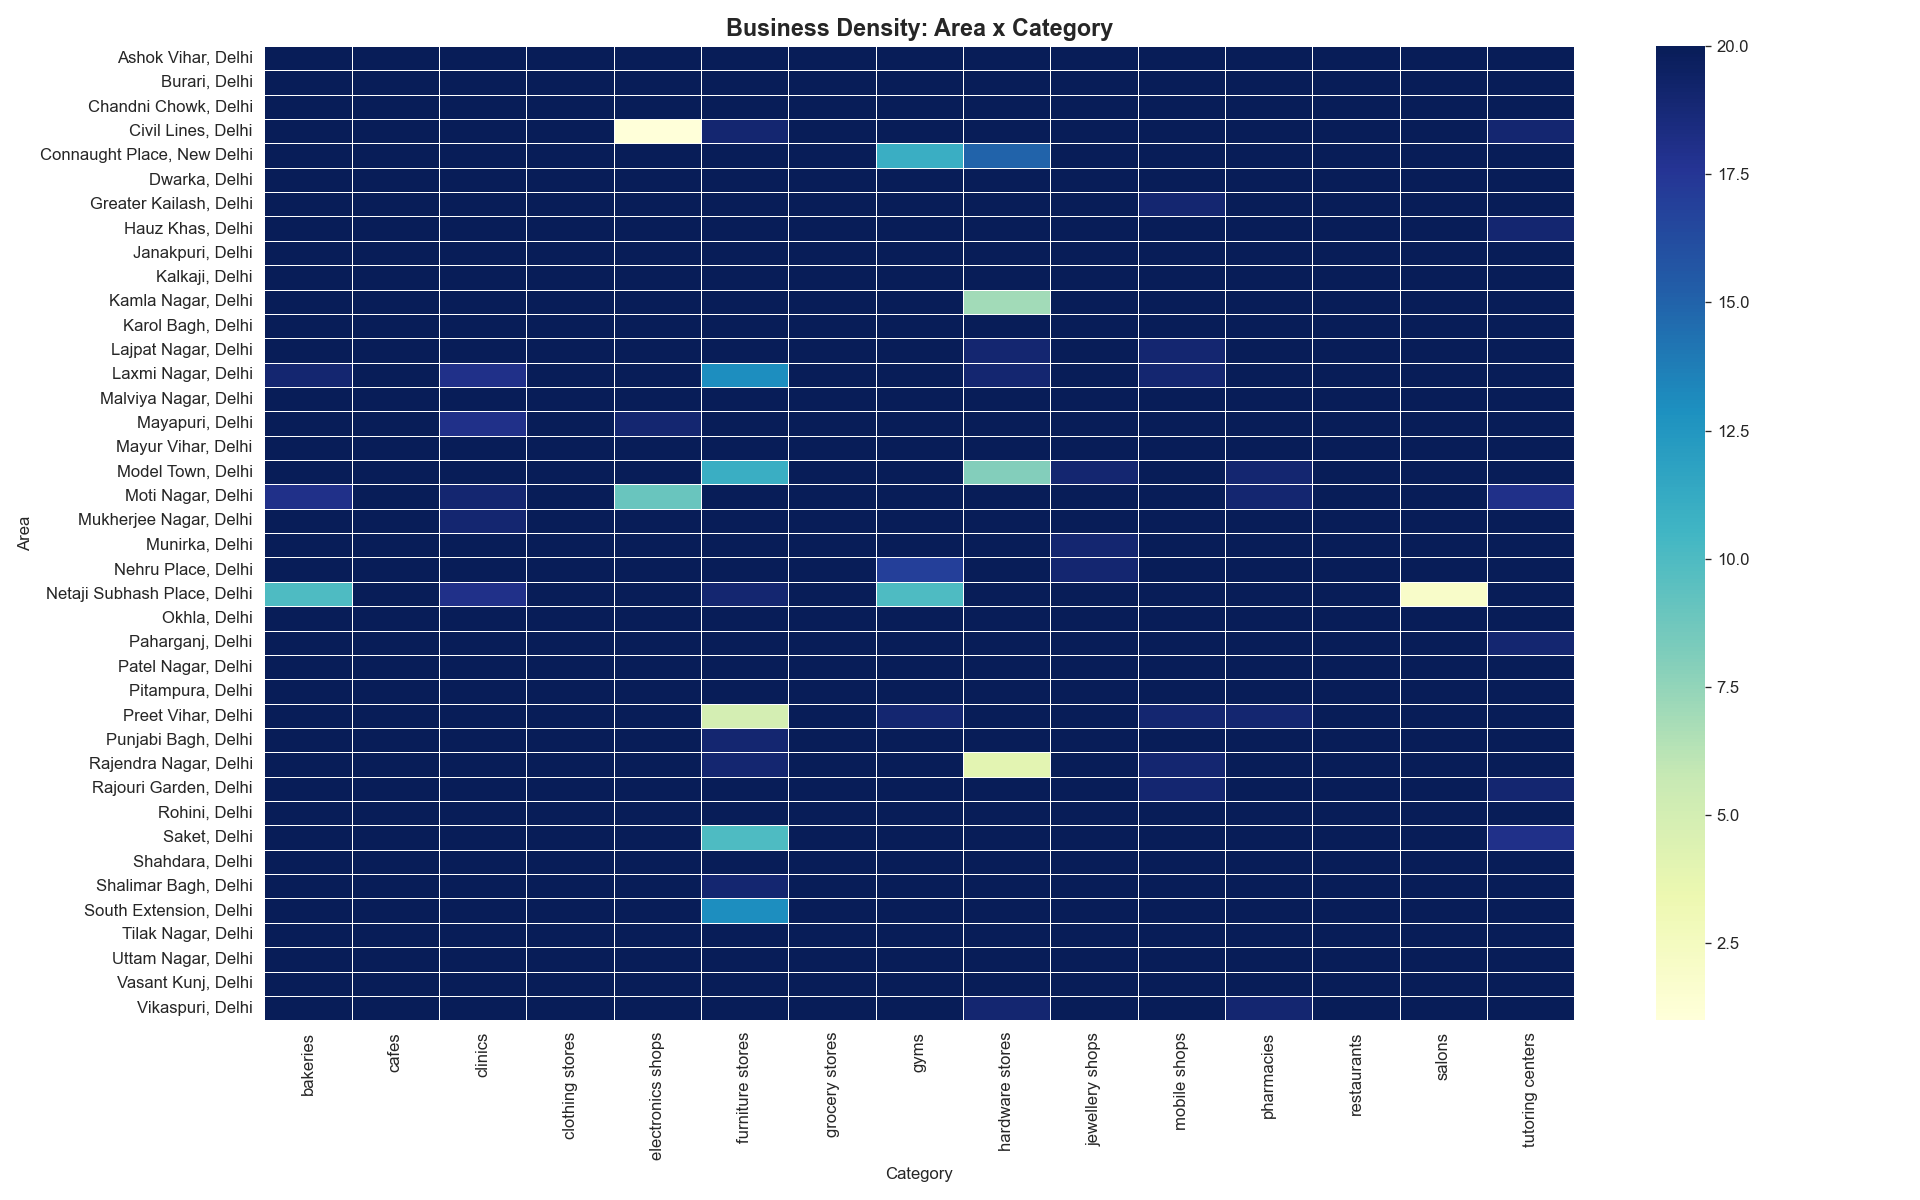 Business Density: Area x Category
Ashok Vihar, Delhi
Burari, Delhi
Chandni Chowk, Delhi
Civil Lines, Delhi
Connaught Place, New Delhi
Dwarka, Delhi
Greater Kailash, Delhi
Hauz Khas, Delhi
Janakpuri, Delhi
Kalkaji, Delhi
Kamla Nagar, Delhi
Karol Bagh, Delhi
Lajpat Nagar, Delhi
Laxmi Nagar, Delhi
Malviya Nagar, Delhi
Mayapuri, Delhi
Mayur Vihar, Delhi
Model Town, Delhi
Moti Nagar, Delhi
Mukherjee Nagar, Delhi
Munirka, Delhi
Nehru Place, Delhi
Netaji Subhash Place, Delhi
Okhla, Delhi
Paharganj, Delhi
Patel Nagar, Delhi
Pitampura, Delhi
Preet Vihar, Delhi
Punjabi Bagh, Delhi
Rajendra Nagar, Delhi
Rajouri Garden, Delhi
Rohini, Delhi
Saket, Delhi
Shahdara, Delhi
Shalimar Bagh, Delhi
South Extension, Delhi
Tilak Nagar, Delhi
Uttam Nagar, Delhi
Vasant Kunj, Delhi
Vikaspuri, Delhi
Area
bakeries
cafes
clinics
clothing stores
electronics shops
furniture stores
grocery stores
gyms
hardware stores
jewellery shops
mobile shops
pharmacies
restaurants
salons
tutoring centers
Category
20.0
17.5
15.0
12.5
10.0
7.5
5.0
2.5